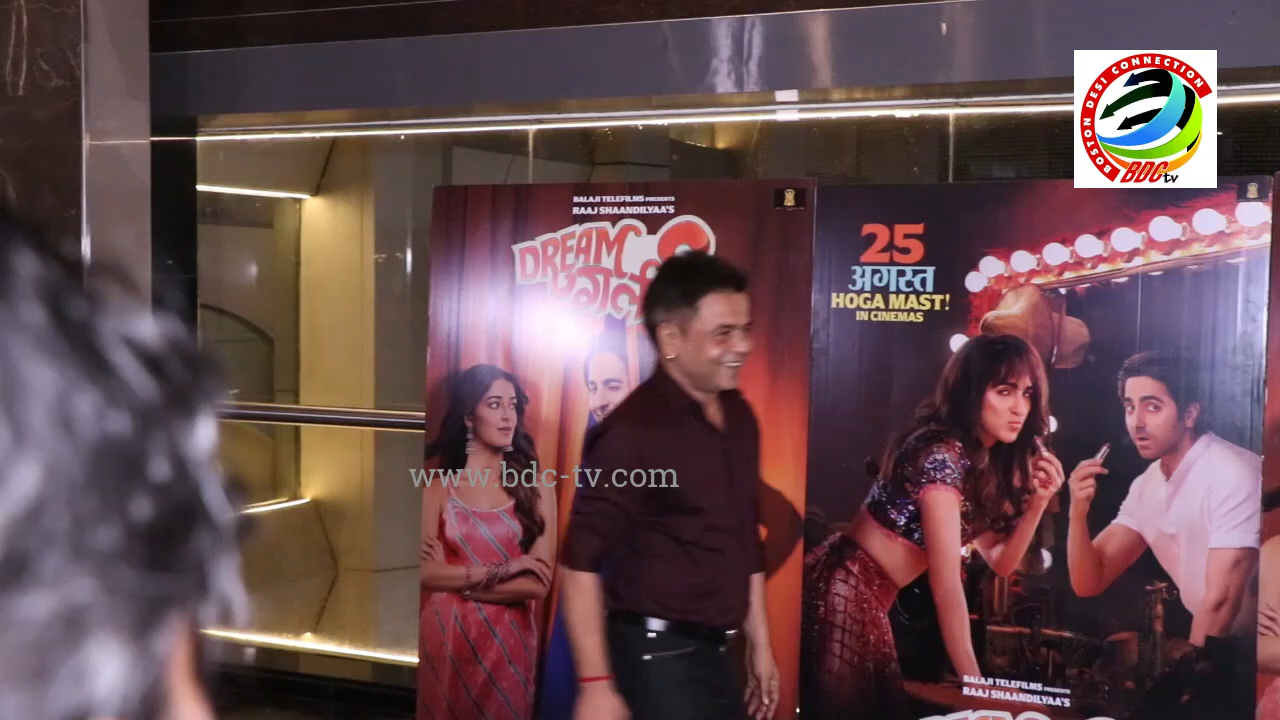 BOSTON DESI CONNECTION
BDC tv
BALAJI TELEFILMS PRESENTS
RAAJ SHAANDILYAA'S
DREAM
25
अगस्त
HOGA MAST!
IN CINEMAS
www.bdc-tv.com
BALAJI TELEFILMS PRESENTS
RAAJ SHAANDILYAA'S